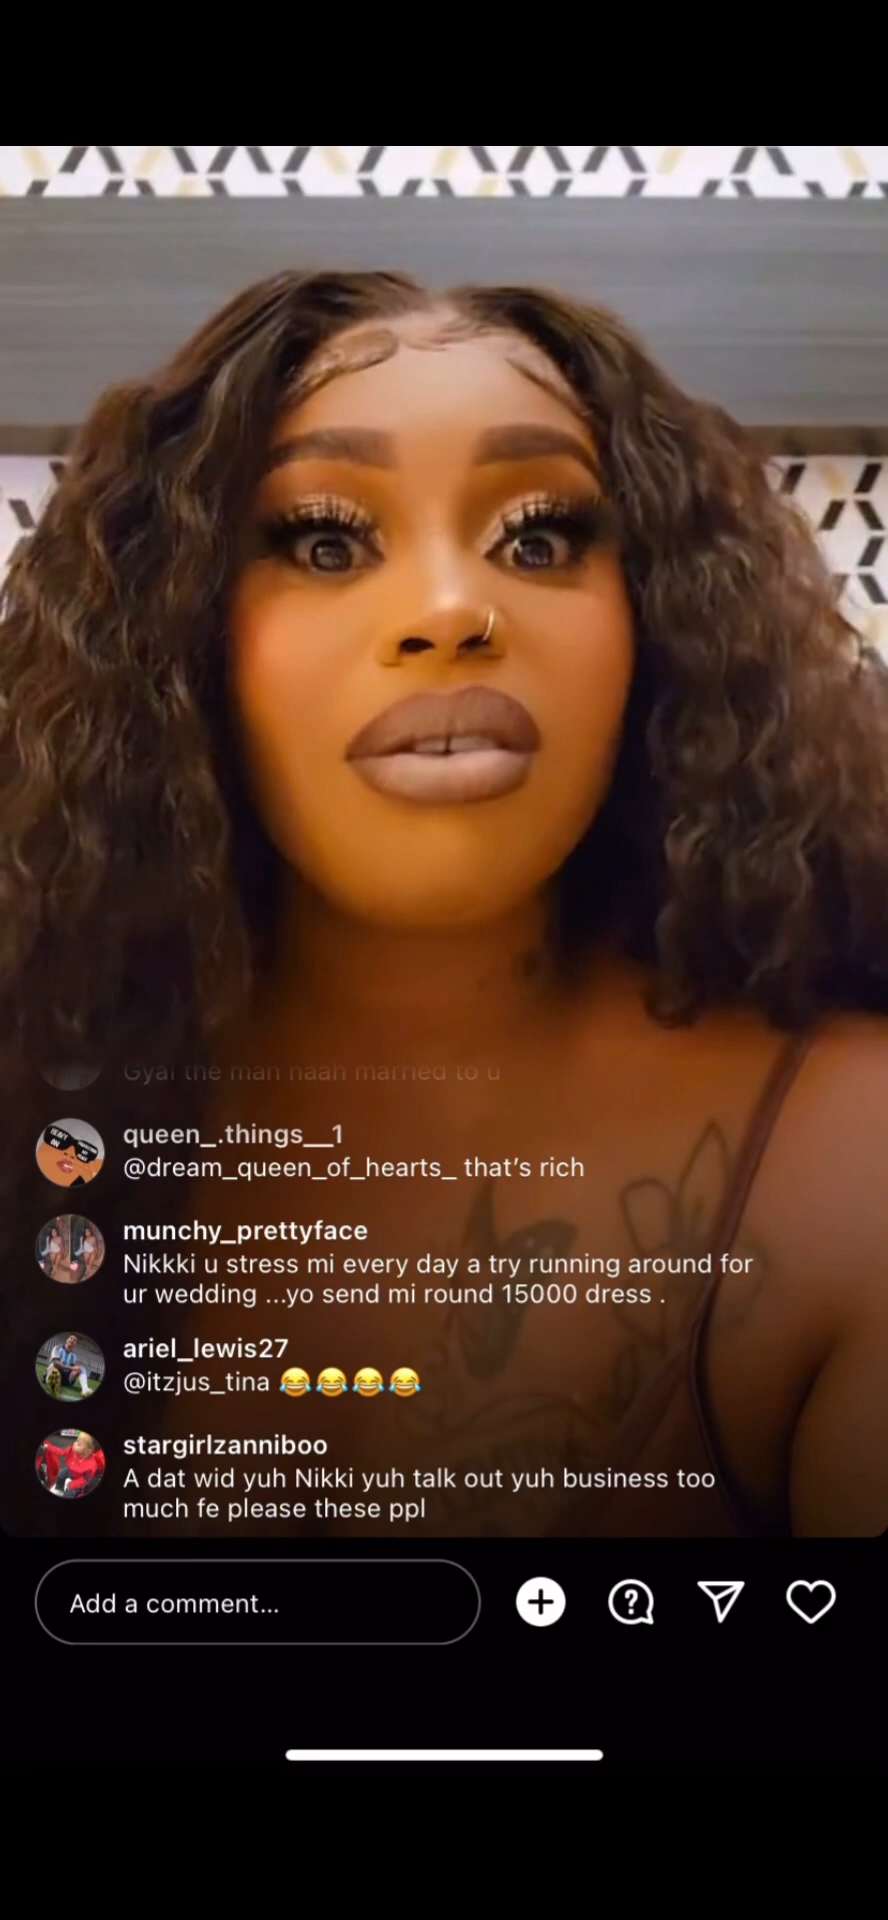 Gyal the man naah married to u
queen_.things__1
@dream_queen_of_hearts_ that’s rich
munchy_prettyface
Nikkki u stress mi every day a try running around for
ur wedding ...yo send mi round 15000 dress .
ariel_lewis27
@itzjus_tina 😂😂😂😂
stargirlzanniboo
A dat wid yuh Nikki yuh talk out yuh business too
much fe please these ppl
Add a comment...